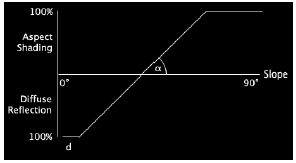 100%
Aspect
Shading
α
Slope
0°
90°
Diffuse
Reflection
100%
d